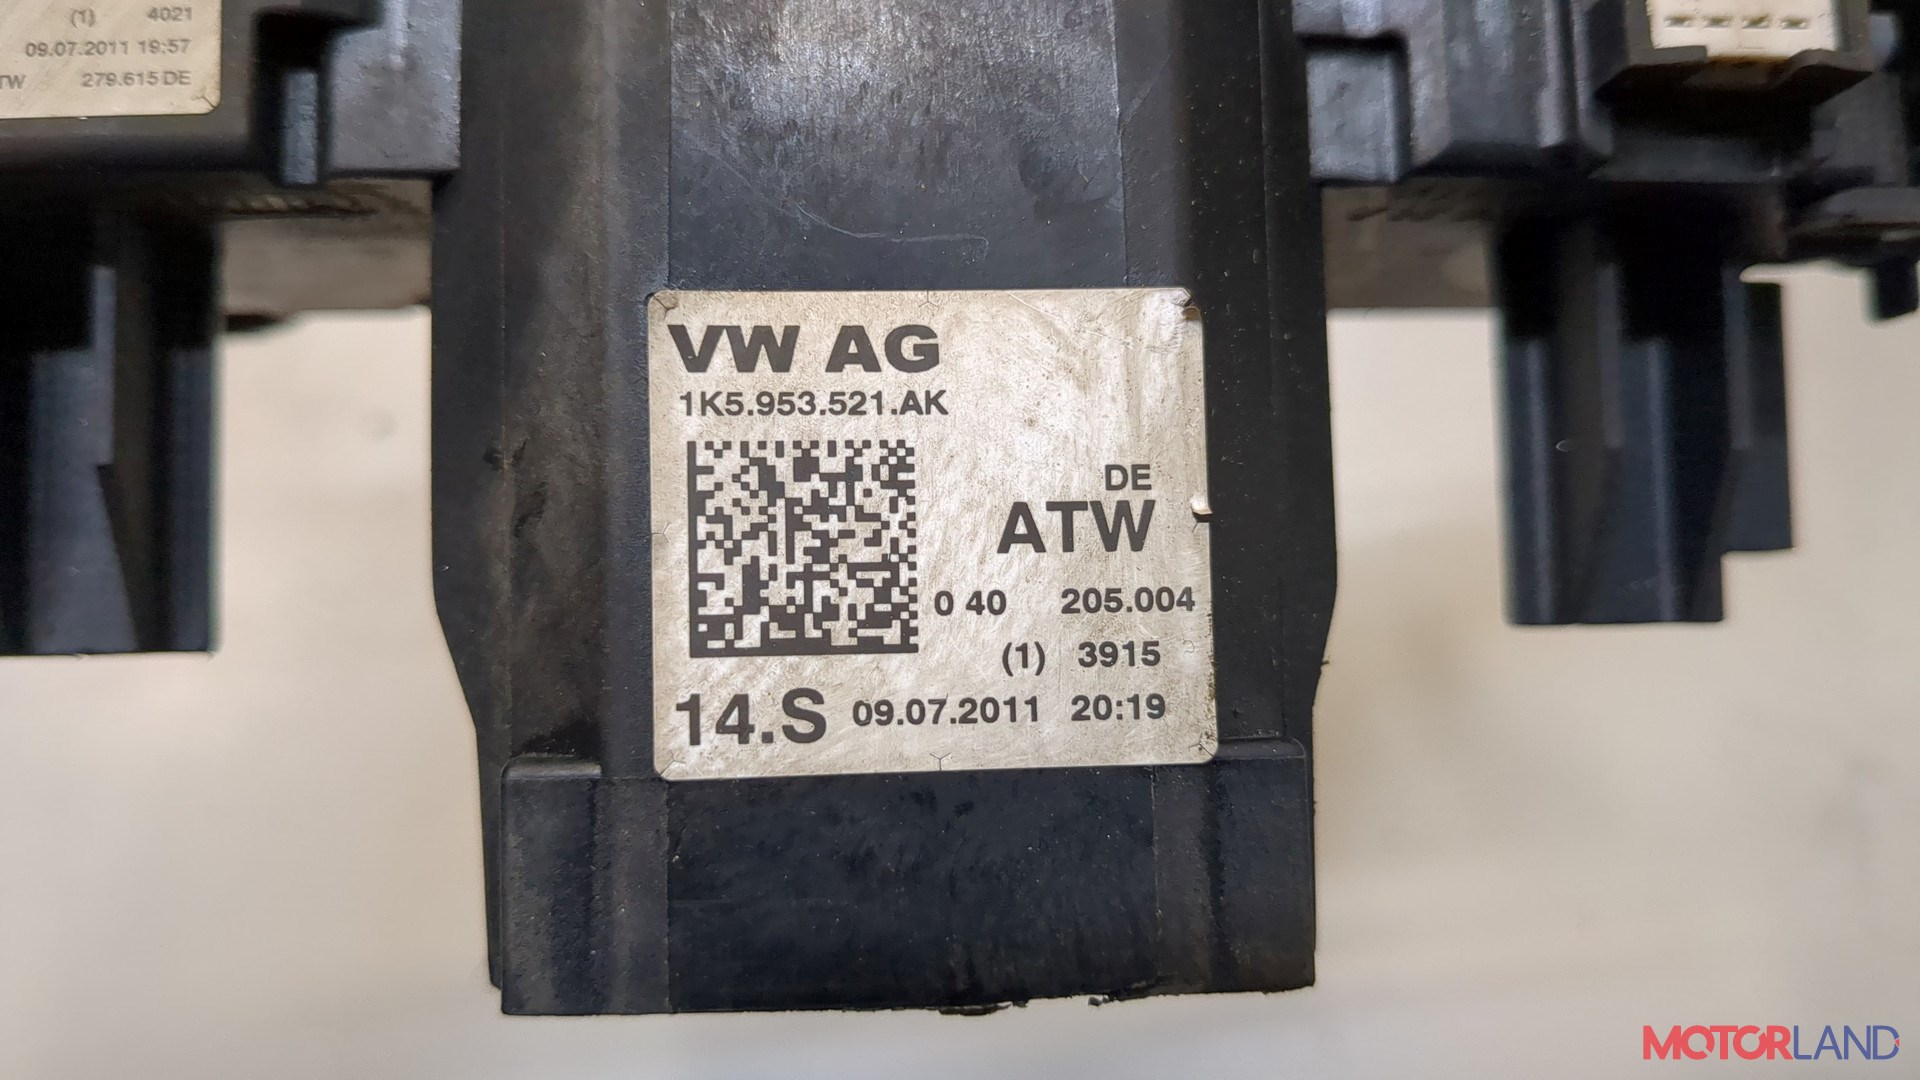 (1) 4021
09.07.2011 19:57
TW 279.615 DE
VW AG
1K5.953.521.AK
DE
ATW
0 40 205.004
(1) 3915
14.S 09.07.2011 20:19
MOTORLAND